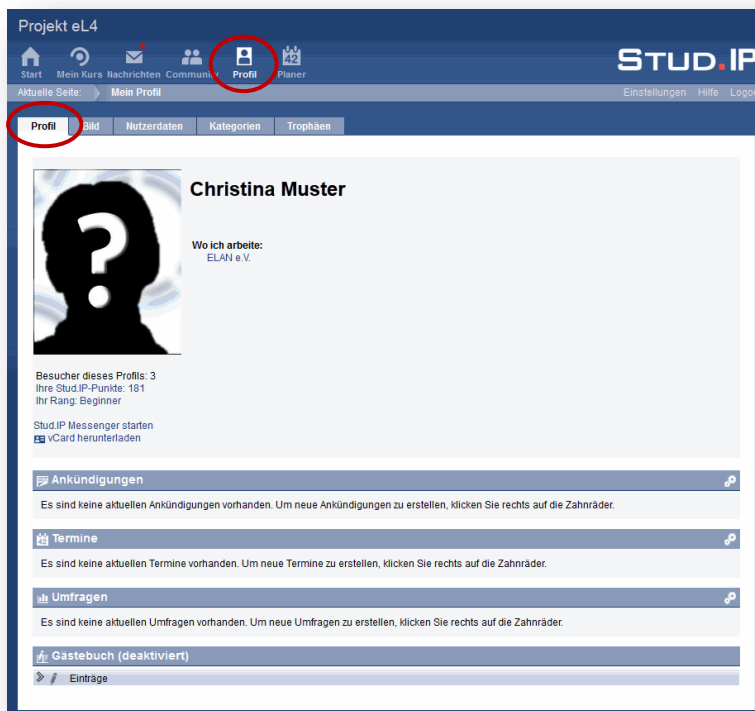 Projekt eL4
Start Mein Kurs Nachrichten Community Profil Planer
STUD.IP
Aktuelle Seite: Mein Profil Einstellungen Hilfe Logout
Profil Bild Nutzerdaten Kategorien Trophäen
?
Christina Muster
Wo ich arbeite:
ELAN e.V.
Besucher dieses Profils: 3
Ihre Stud.IP-Punkte: 181
Ihr Rang: Beginner
Stud.IP Messenger starten
vCard herunterladen
Ankündigungen
Es sind keine aktuellen Ankündigungen vorhanden. Um neue Ankündigungen zu erstellen, klicken Sie rechts auf die Zahnräder.
Termine
Es sind keine aktuellen Termine vorhanden. Um neue Termine zu erstellen, klicken Sie rechts auf die Zahnräder.
Umfragen
Es sind keine aktuellen Umfragen vorhanden. Um neue Umfragen zu erstellen, klicken Sie rechts auf die Zahnräder.
Gästebuch (deaktiviert)
Einträge